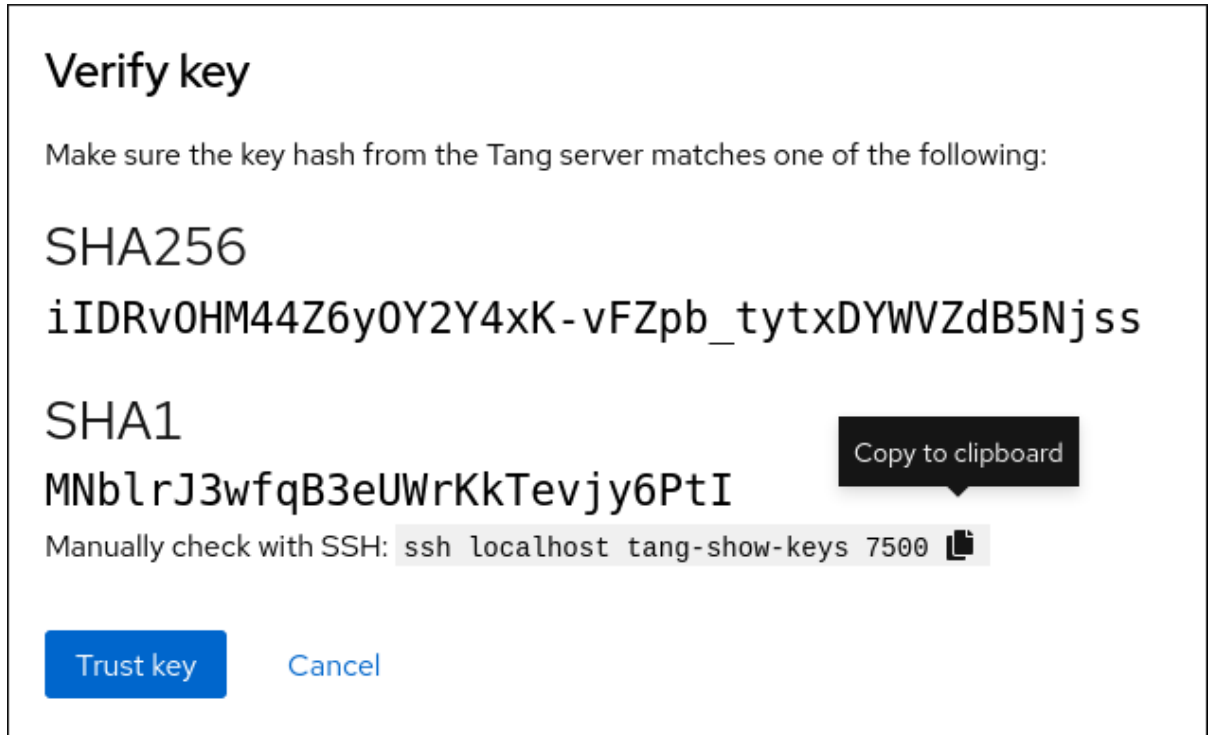 Verify key
Make sure the key hash from the Tang server matches one of the following:
SHA256
iIDRvOHM44Z6yOY2Y4xK-vFZpb_tytxDYWVZdB5Njss
SHA1
MNblrJ3wfqB3eUWrKkTevjy6PtI
Copy to clipboard
Manually check with SSH: ssh localhost tang-show-keys 7500
Trust key
Cancel